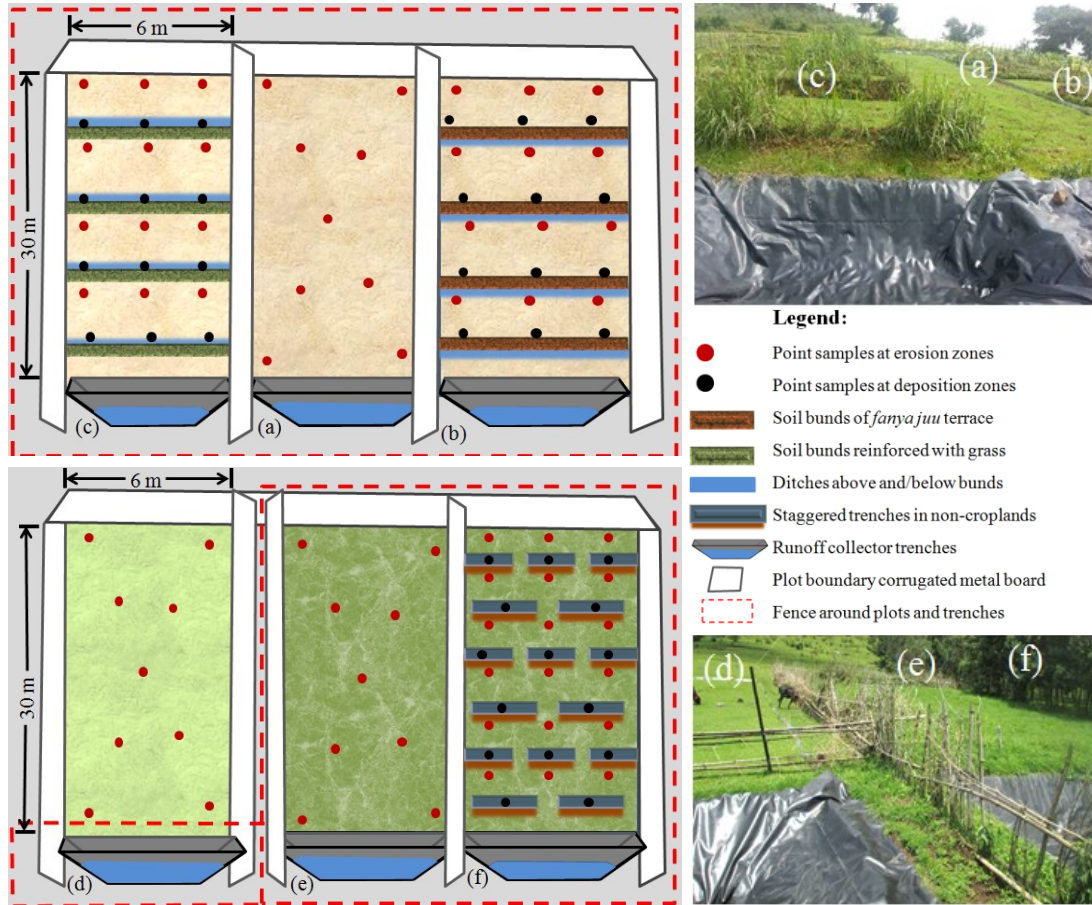 6 m
30 m
(c)
(a)
(b)
(c)
(a)
(b)
Legend:
Point samples at erosion zones
Point samples at deposition zones
Soil bunds of fanya juu terrace
Soil bunds reinforced with grass
Ditches above and/below bunds
Staggered trenches in non-croplands
Runoff collector trenches
Plot boundary corrugated metal board
Fence around plots and trenches
6 m
30 m
(d)
(e)
(f)
(d)
(e)
(f)